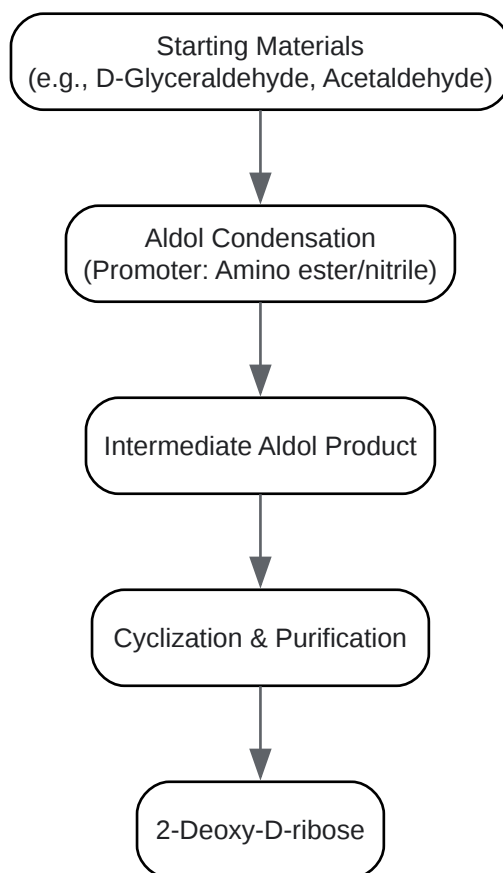 Starting Materials
(e.g., D-Glyceraldehyde, Acetaldehyde)
Aldol Condensation
(Promoter: Amino ester/nitrile)
Intermediate Aldol Product
Cyclization & Purification
2-Deoxy-D-ribose